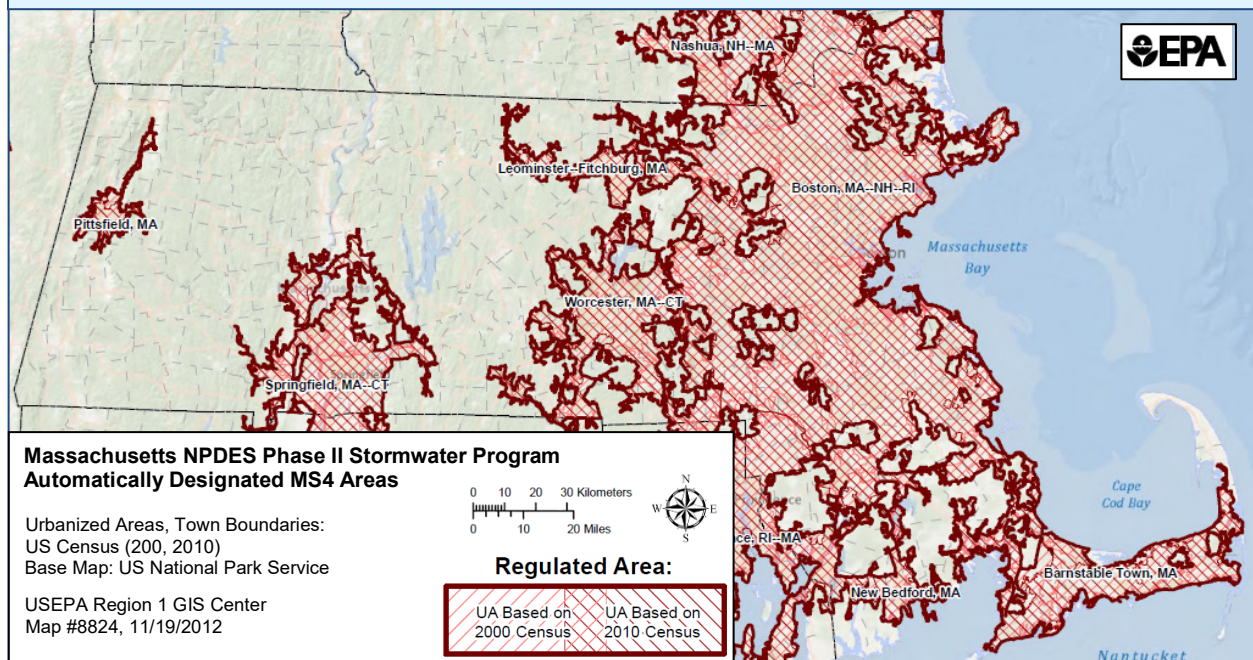 EPA
Nashua, NH--MA
Leominster--Fitchburg, MA
Boston, MA--NH--RI
Pittsfield, MA
Massachusetts
Bay
Worcester, MA--CT
Springfield, MA--CT
Massachusetts NPDES Phase II Stormwater Program
Automatically Designated MS4 Areas
Urbanized Areas, Town Boundaries:
US Census (200, 2010)
Base Map: US National Park Service
USEPA Region 1 GIS Center
Map #8824, 11/19/2012
0 10 20 30 Kilometers
0 10 20 Miles
N
W E
S
Regulated Area:
UA Based on
2000 Census
UA Based on
2010 Census
Cape
Cod Bay
RI--MA
New Bedford, MA
Barnstable Town, MA
Nantucket